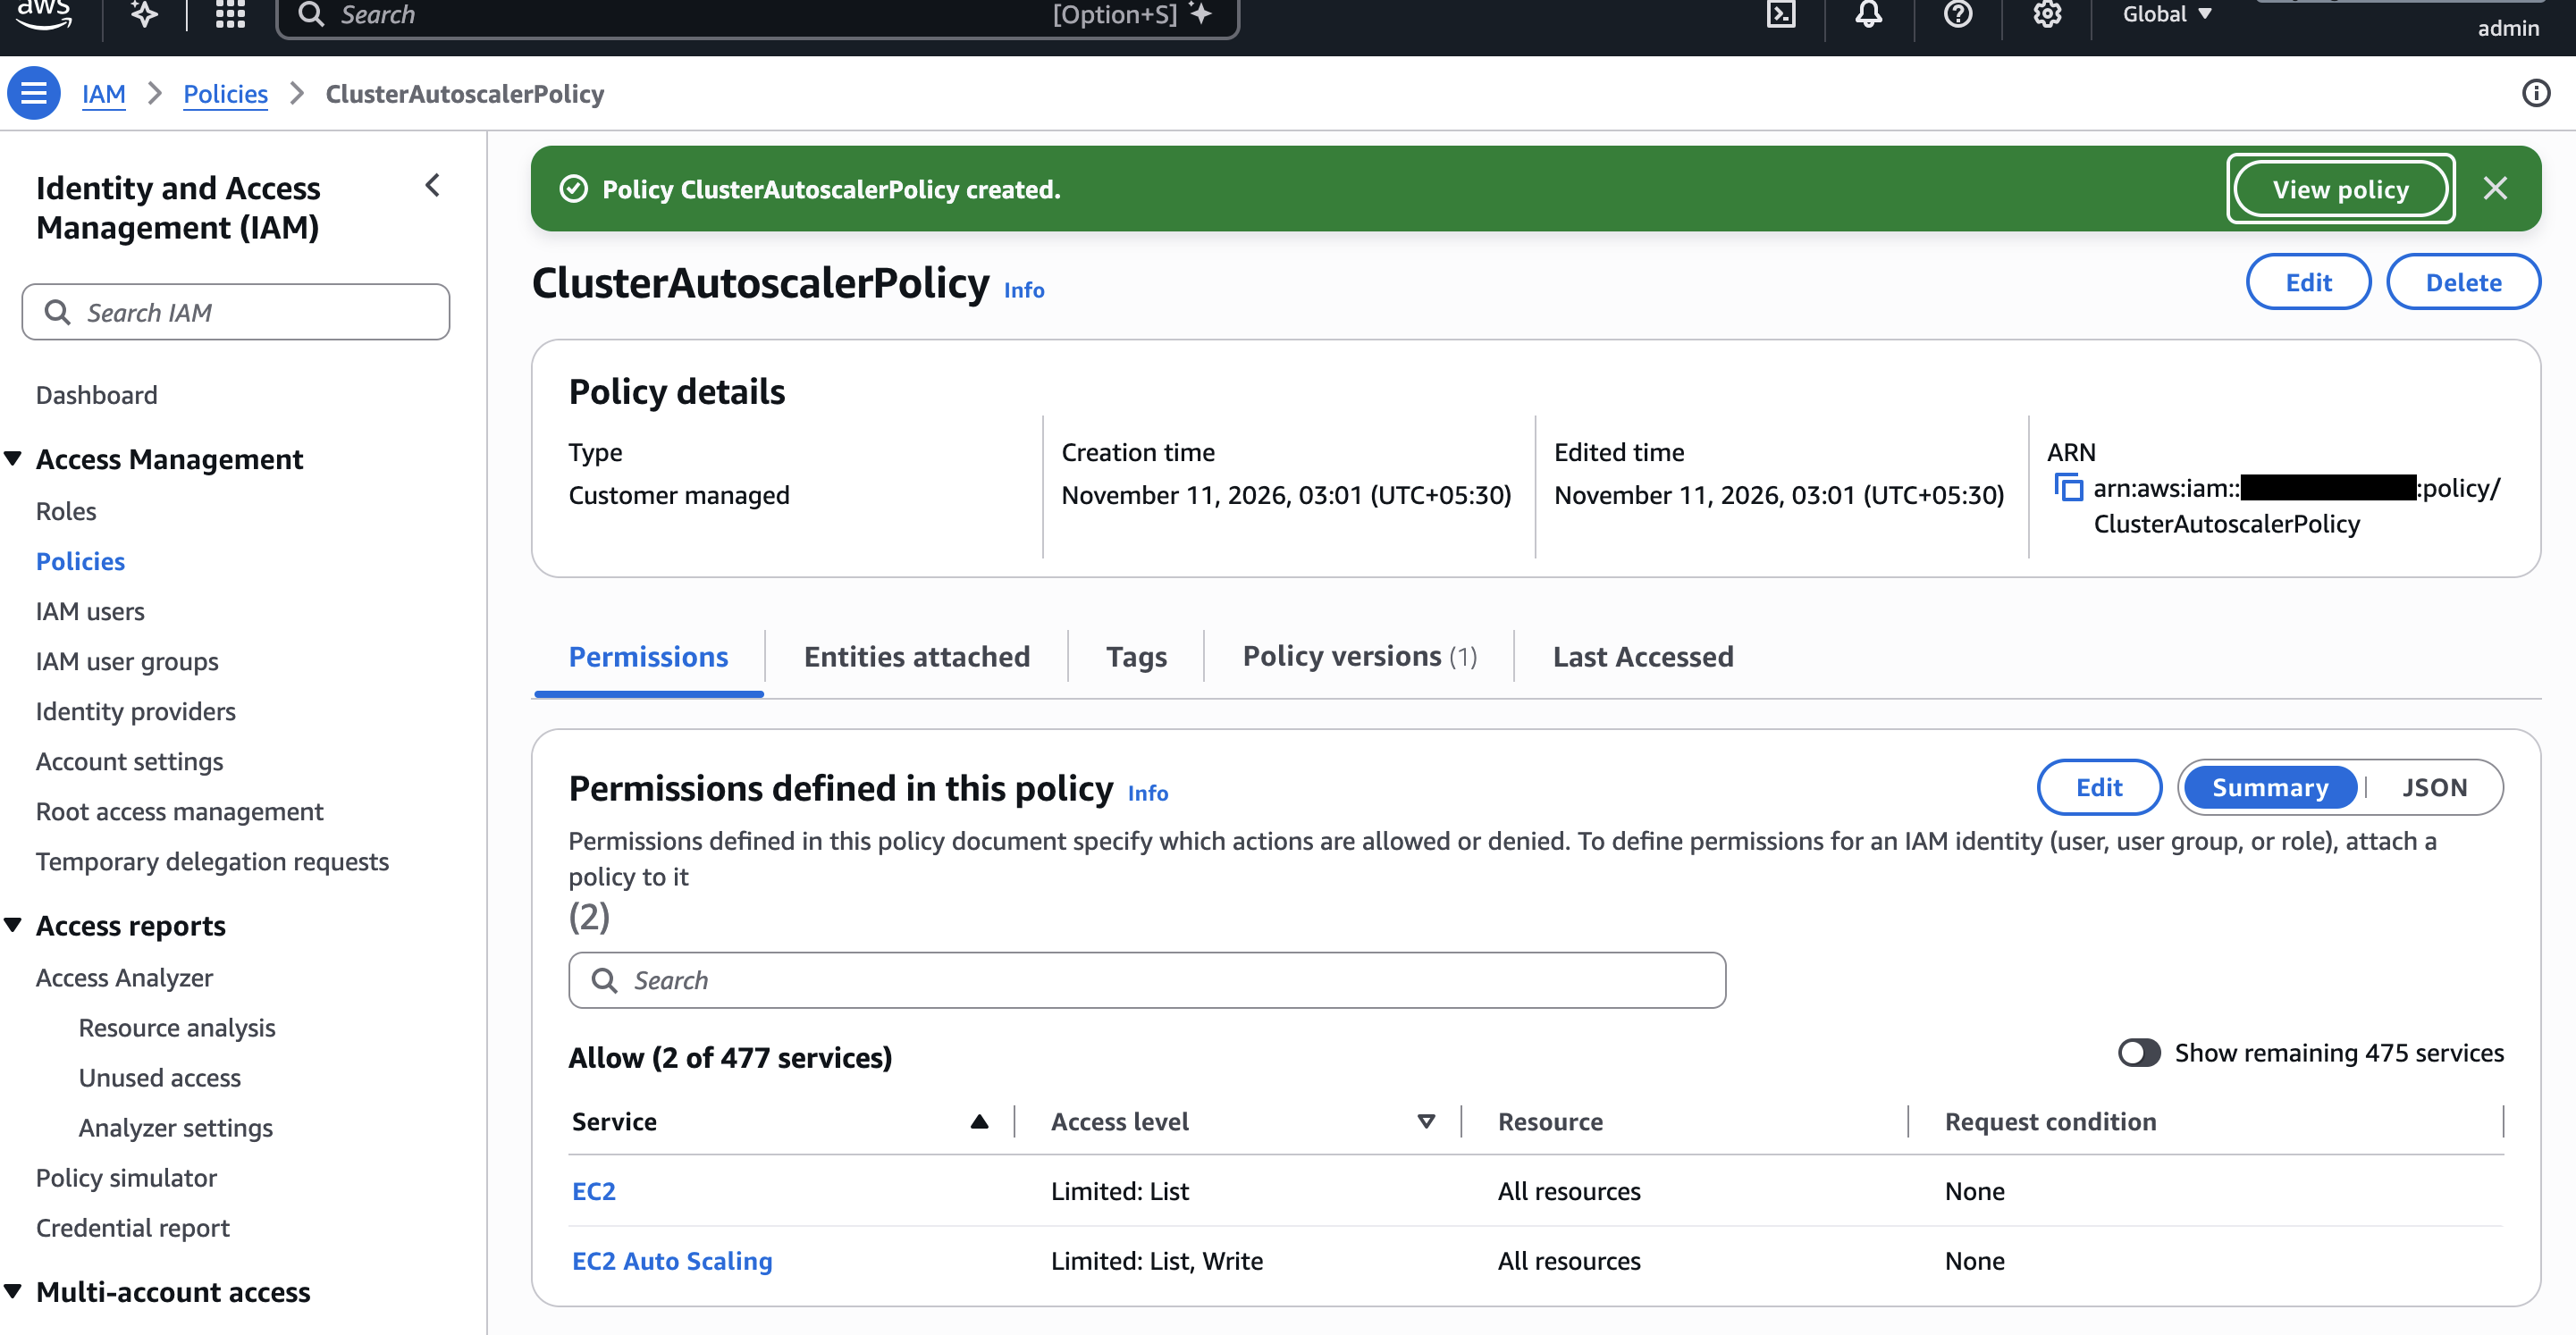 aws
Search
[Option+S]
Global
admin
IAM
Policies
ClusterAutoscalerPolicy
Identity and Access
Management (IAM)
Search IAM
Dashboard
Access Management
Roles
Policies
IAM users
IAM user groups
Identity providers
Account settings
Root access management
Temporary delegation requests
Access reports
Access Analyzer
Resource analysis
Unused access
Analyzer settings
Policy simulator
Credential report
Multi-account access
Policy ClusterAutoscalerPolicy created.
View policy
ClusterAutoscalerPolicy Info
Edit
Delete
Policy details
Type
Customer managed
Creation time
November 11, 2026, 03:01 (UTC+05:30)
Edited time
November 11, 2026, 03:01 (UTC+05:30)
ARN
arn:aws:iam:: :policy/
ClusterAutoscalerPolicy
Permissions
Entities attached
Tags
Policy versions (1)
Last Accessed
Permissions defined in this policy Info
Edit
Summary
JSON
Permissions defined in this policy document specify which actions are allowed or denied. To define permissions for an IAM identity (user, user group, or role), attach a
policy to it
(2)
Search
Allow (2 of 477 services)
Show remaining 475 services
Service Access level Resource Request condition
EC2 Limited: List All resources None
EC2 Auto Scaling Limited: List, Write All resources None